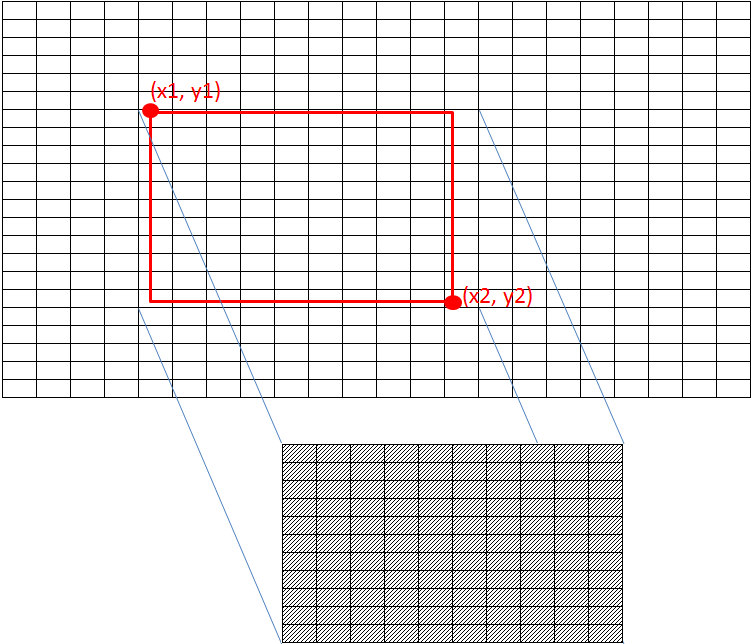 (x1, y1)
(x2, y2)